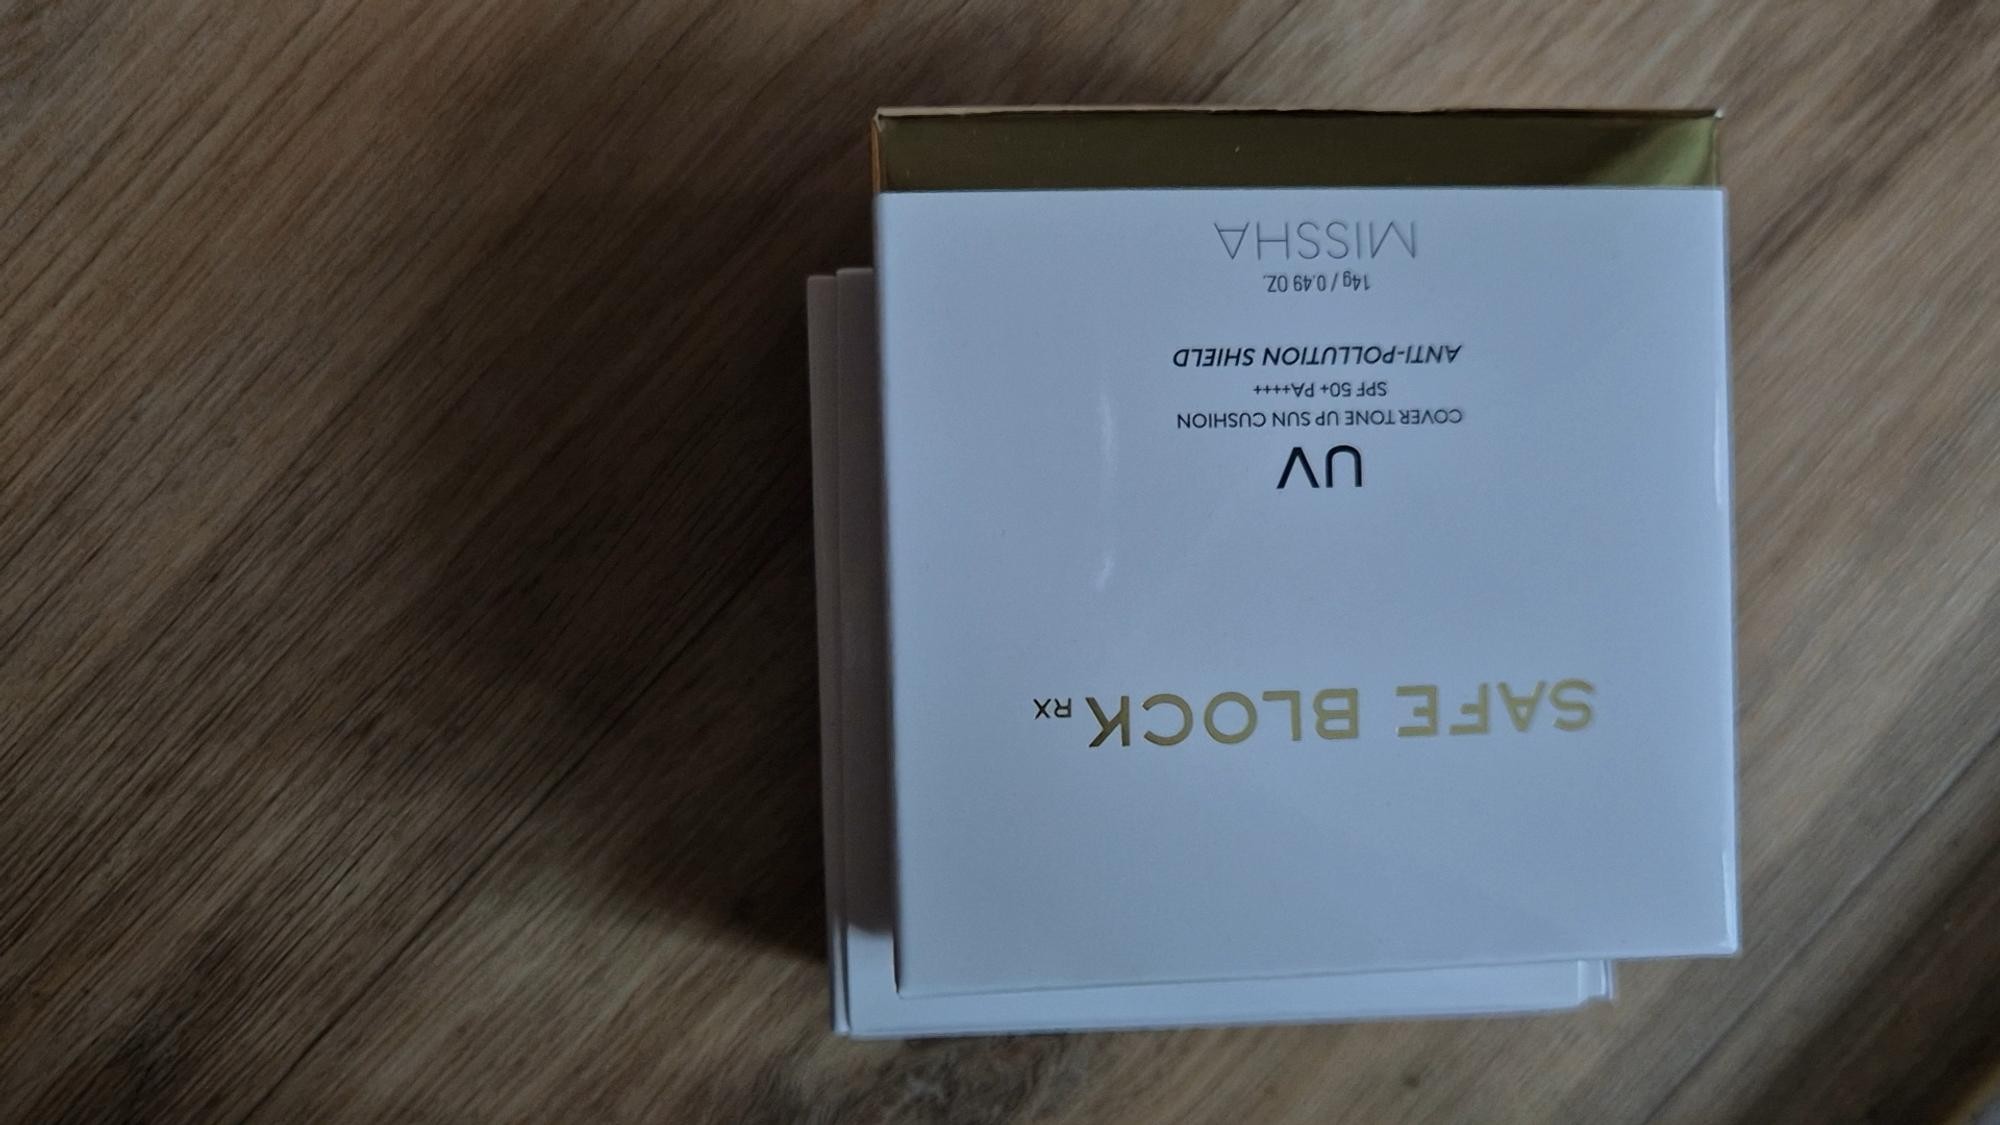 SAFE BLOCK RX
UV
COVER TONE UP SUN CUSHION
SPF 50+ PA++++
ANTI-POLLUTION SHIELD
14g / 0.49 OZ.
MISSHA